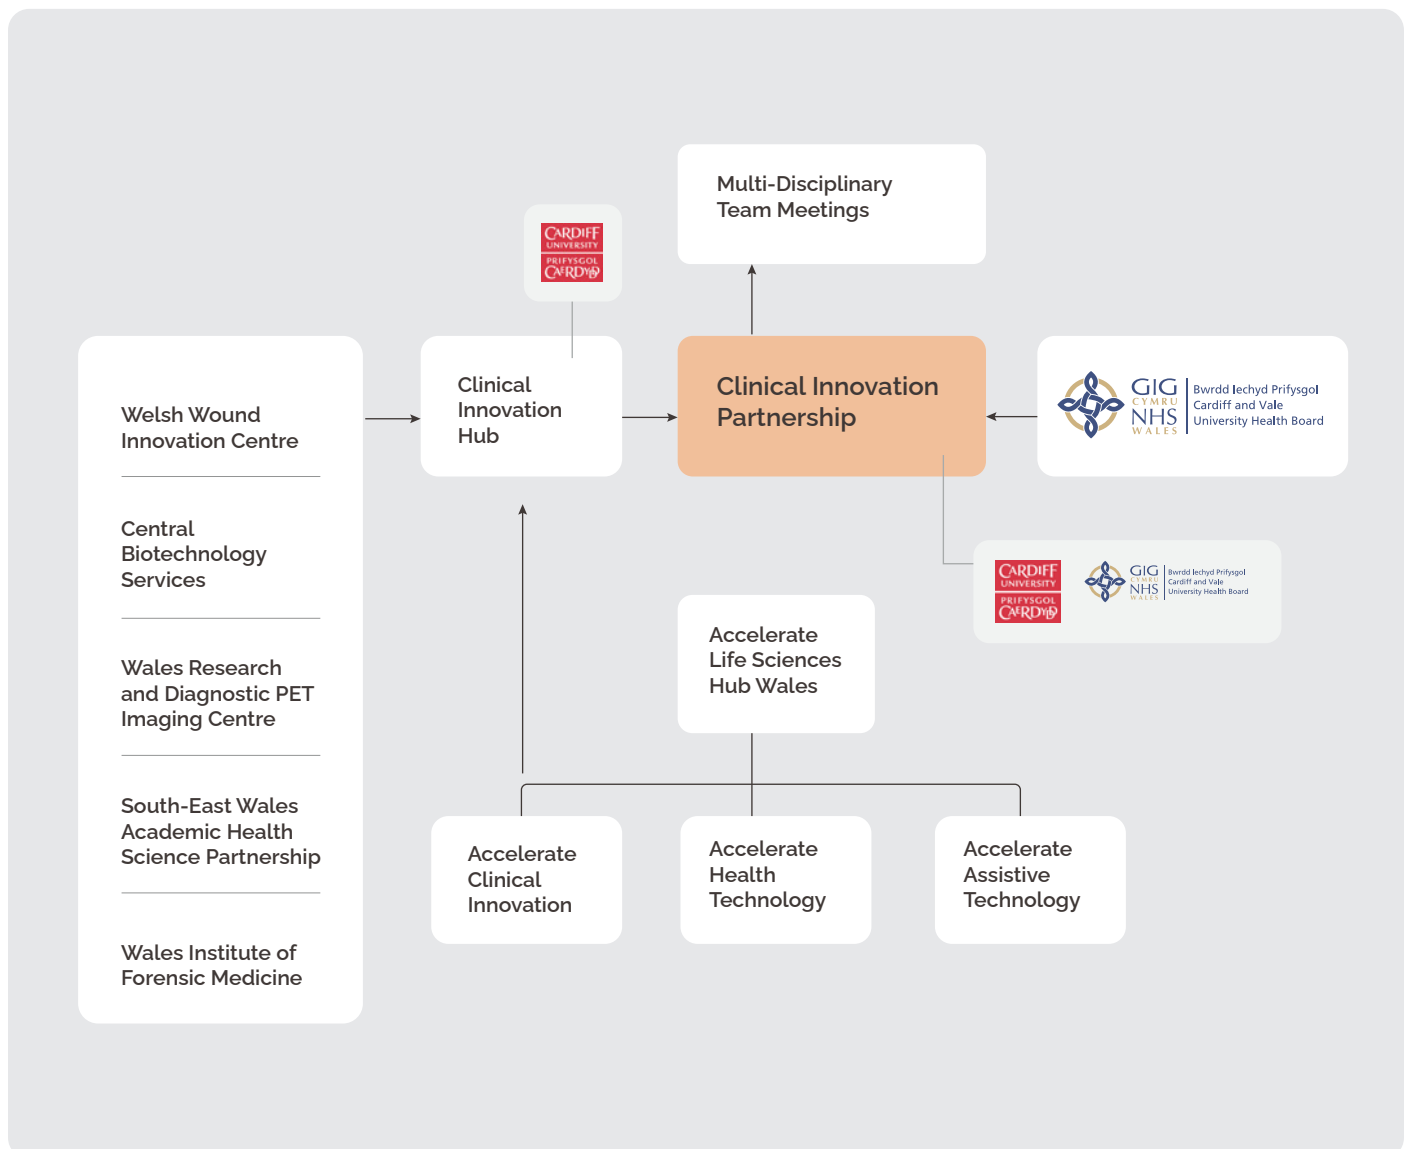 Multi-Disciplinary
Team Meetings
CARDIFF
UNIVERSITY
PRIFYSGOL
CAERDYDD
Welsh Wound
Innovation Centre
Central
Biotechnology
Services
Wales Research
and Diagnostic PET
Imaging Centre
South-East Wales
Academic Health
Science Partnership
Wales Institute of
Forensic Medicine
Clinical
Innovation
Hub
Clinical Innovation
Partnership
GIG
CYMRU
NHS
WALES
Bwrdd Iechyd Prifysgol
Cardiff and Vale
University Health Board
CARDIFF
UNIVERSITY
PRIFYSGOL
CAERDYDD
GIG
CYMRU
NHS
WALES
Bwrdd Iechyd Prifysgol
Cardiff and Vale
University Health Board
Accelerate
Life Sciences
Hub Wales
Accelerate
Clinical
Innovation
Accelerate
Health
Technology
Accelerate
Assistive
Technology